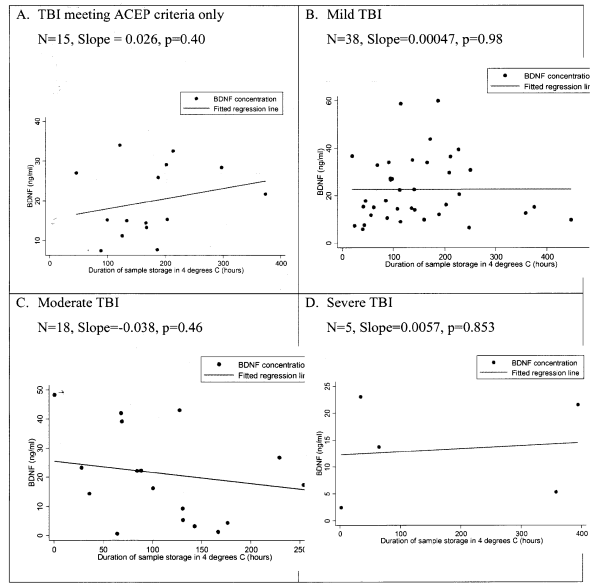 A. TBI meeting ACEP criteria only
N=15, Slope = 0.026, p=0.40
BDNF concentration
Fitted regression line
BDNF (ng/ml)
40
30
20
10
0 100 200 300 400
Duration of sample storage in 4 degrees C (hours)
B. Mild TBI
N=38, Slope=0.00047, p=0.98
BDNF concentratio
Fitted regression lir
BDNF (ng/ml)
60
40
20
0
0 100 200 300 400
Duration of sample storage in 4 degrees C (hours)
C. Moderate TBI
N=18, Slope=-0.038, p=0.46
BDNF concentratio
Fitted regression lir
BDNF (ng/ml)
50
40
30
20
10
0
0 50 100 150 200 25
Duration of sample storage in 4 degrees C (hours)
D. Severe TBI
N=5, Slope=0.0057, p=0.853
BDNF concentration
Fitted regression line
BDNF (ng/ml)
25
20
15
10
5
0
0 100 200 300 400
Duration of sample storage in 4 degrees C (hours)